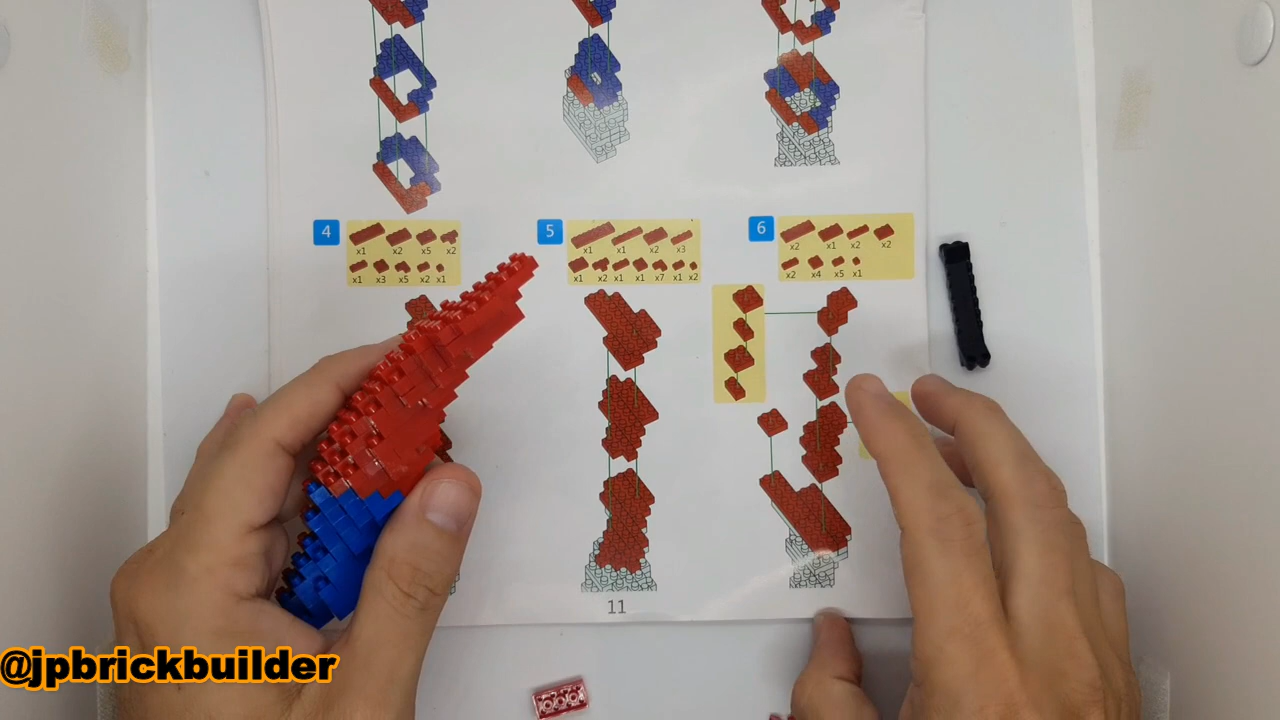 4
x1 x2 x5 x2
x1 x3 x5 x2 x1
5
x1 x1 x2 x3
x1 x2 x1 x1 x7 x1 x2
6
x2 x1 x2 x2
x2 x4 x5 x1
11
@jpbrickbuilder